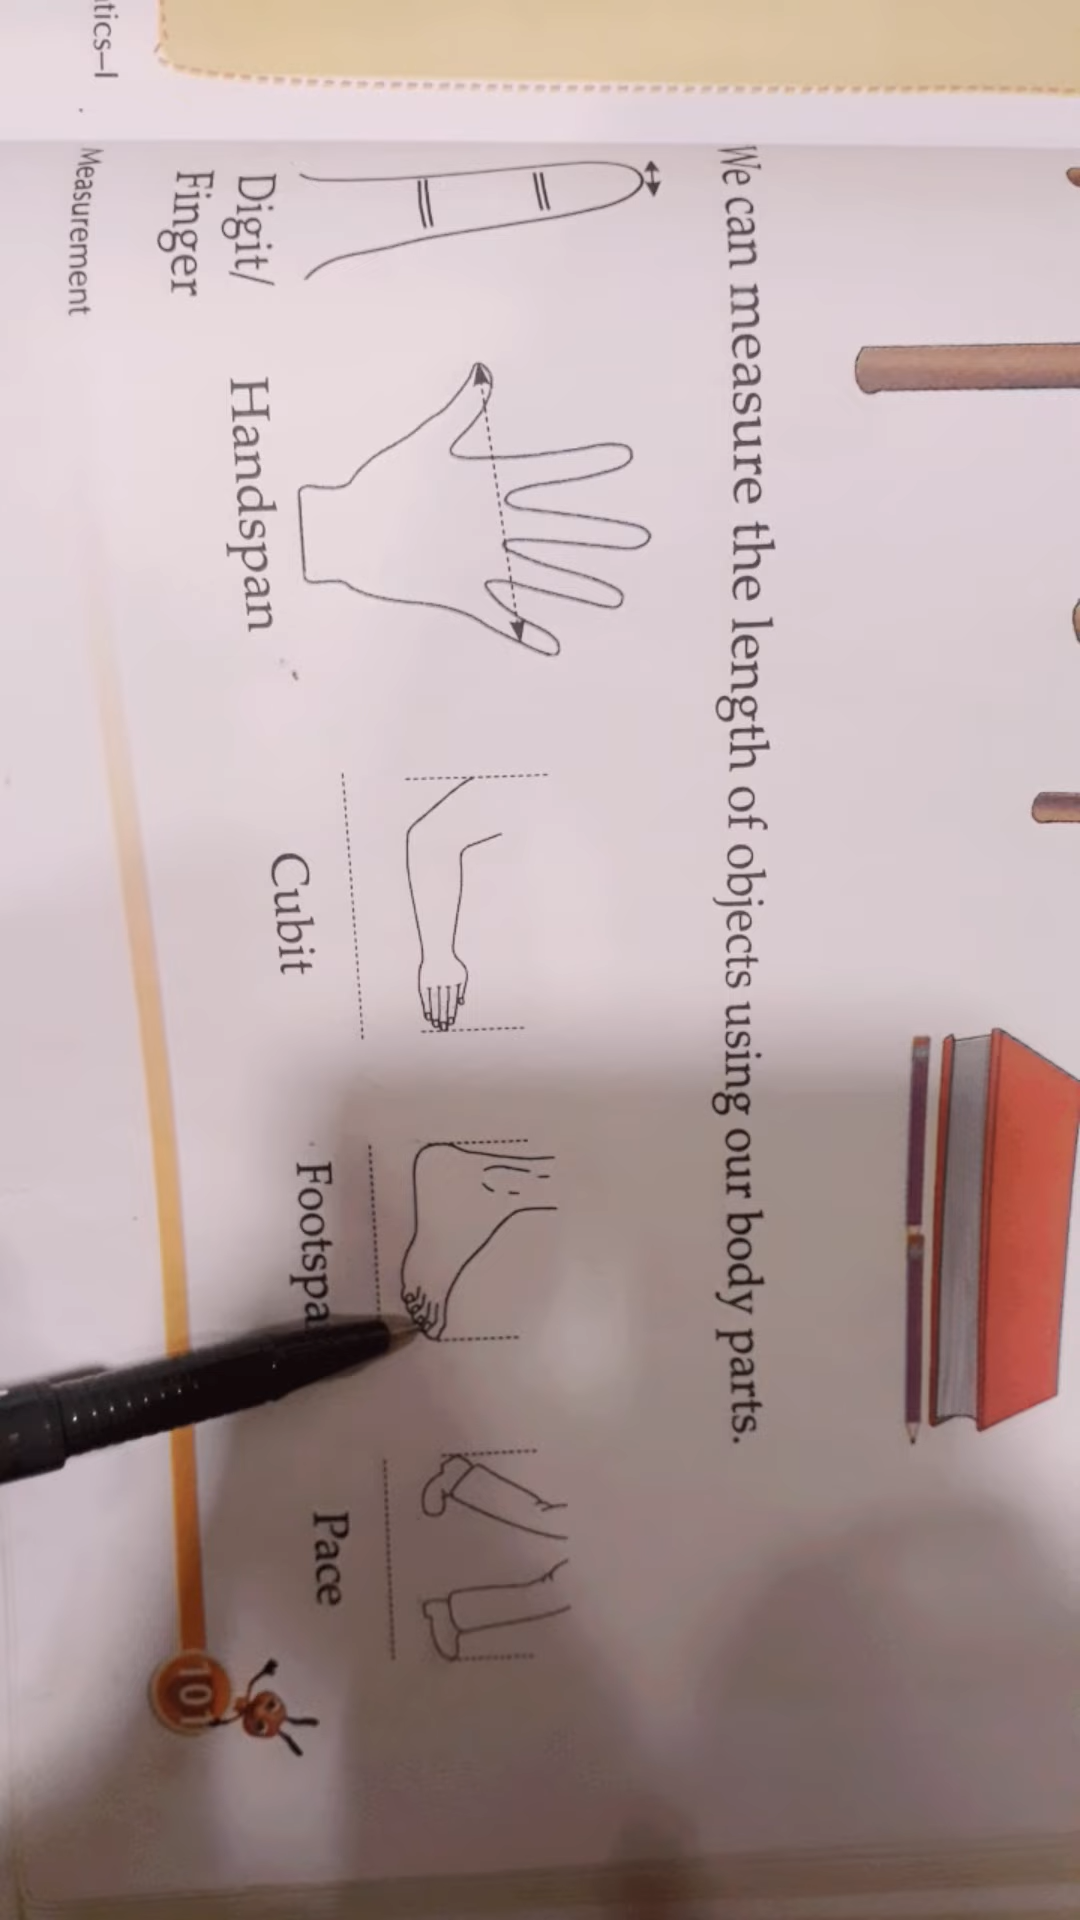 We can measure the length of objects using our body parts.
Digit/
Finger
Handspan
Cubit
Footspa
Pace
tics–I
Measurement
101